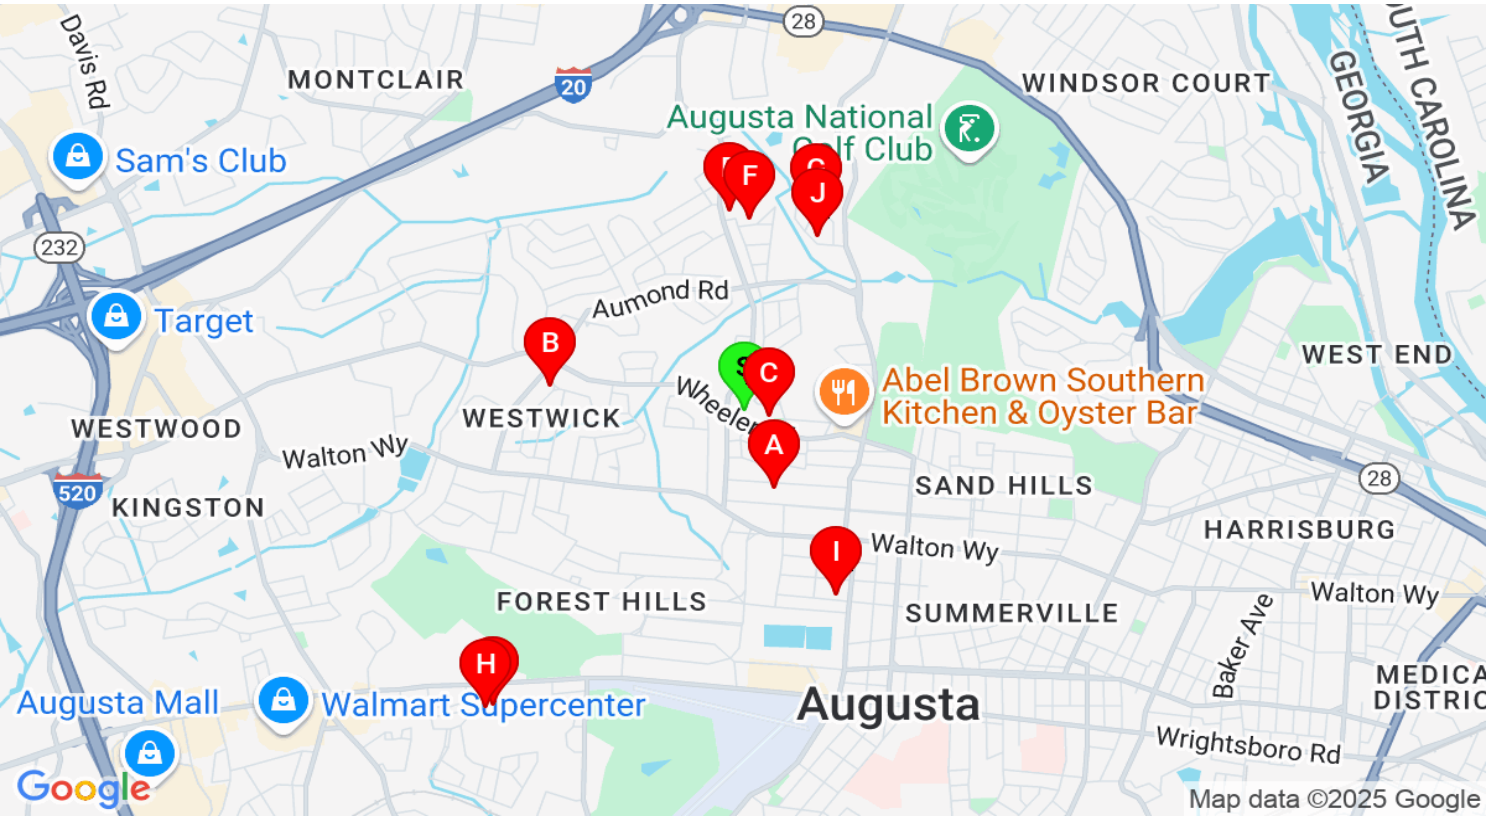 28
Davis Rd
MONTCLAIR
20
WINDSOR COURT
SOUTH CAROLINA
GEORGIA
Augusta National
Golf Club
Sam's Club
F
J
232
Aumond Rd
Target
B
C
WEST END
Abel Brown Southern
Kitchen & Oyster Bar
Wheeler
WESTWICK
WESTWOOD
Walton Wy
A
SAND HILLS
28
520
KINGSTON
HARRISBURG
I
Walton Wy
Walton Wy
FOREST HILLS
SUMMERVILLE
Baker Ave
H
MEDICA
DISTRIC
Augusta Mall
Walmart Supercenter
Augusta
Wrightsboro Rd
Google
Map data ©2025 Google